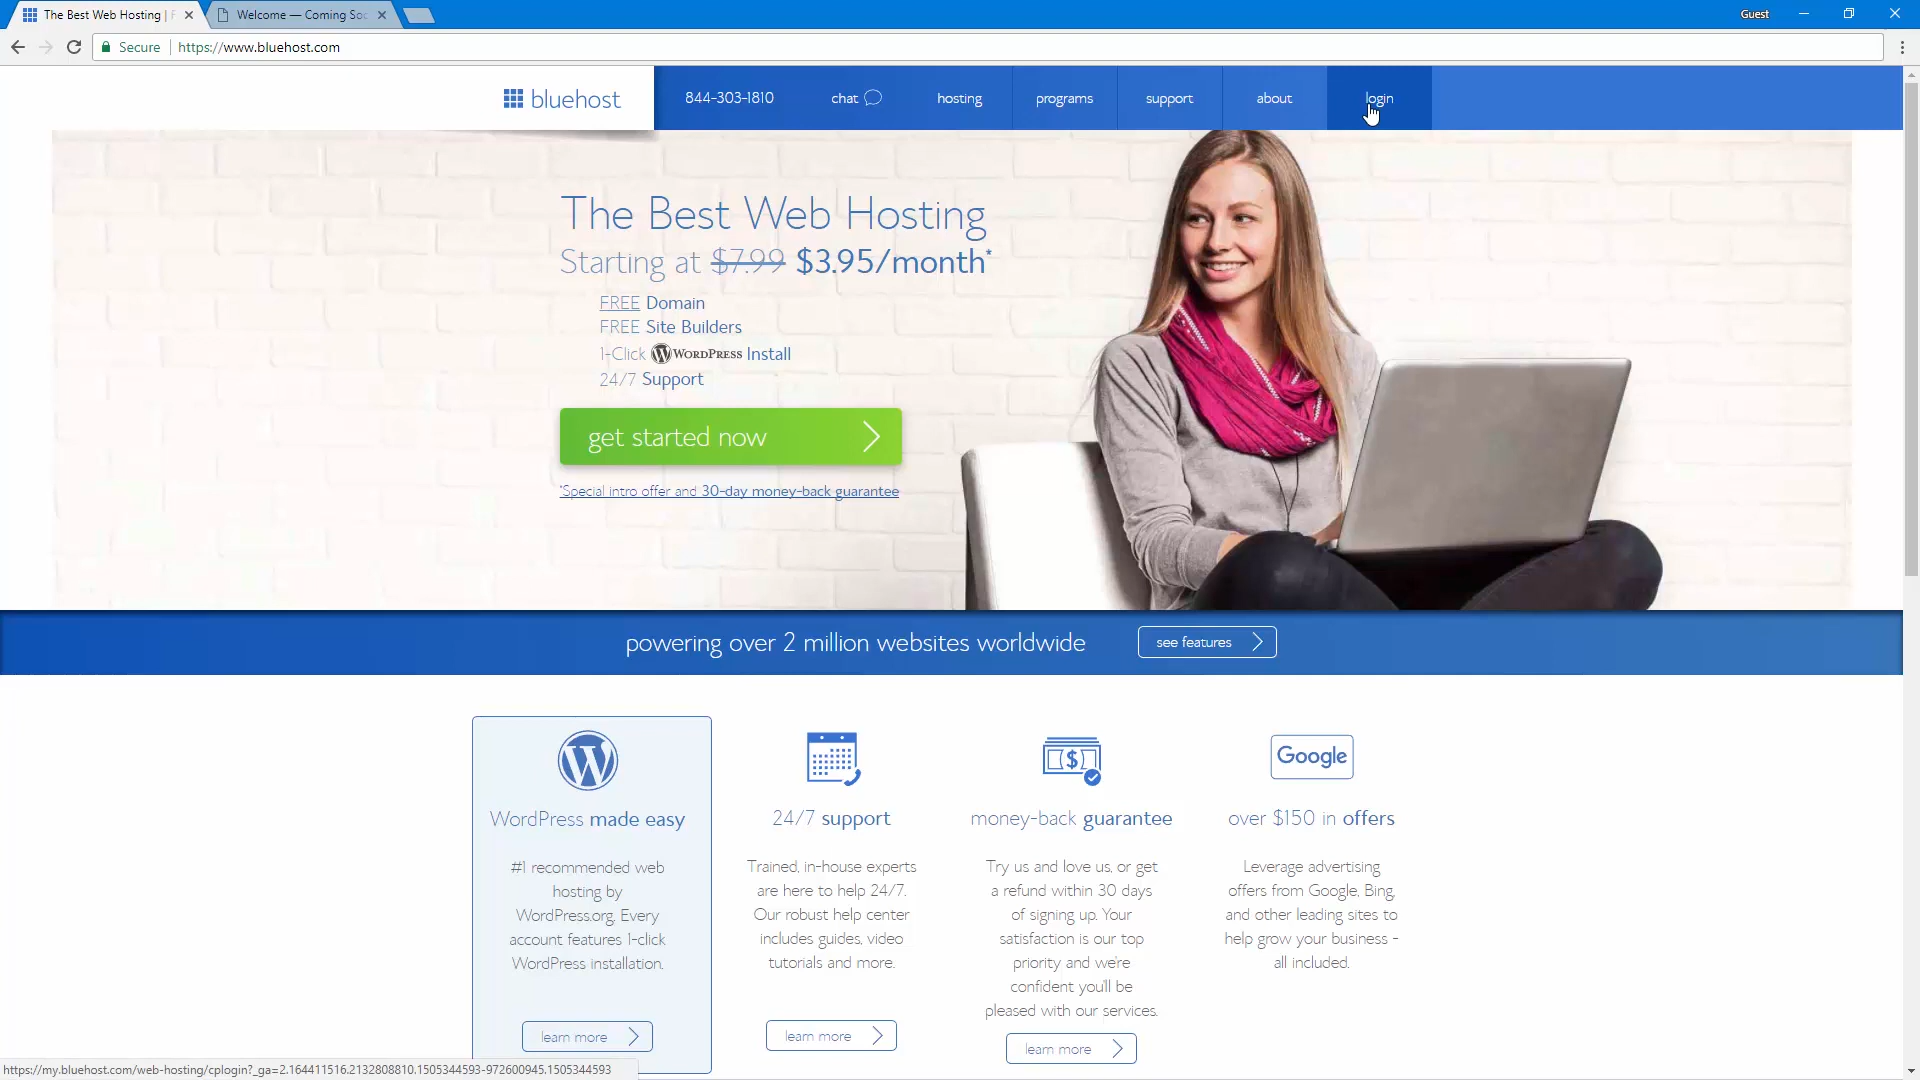 The Best Web Hosting | F
Welcome — Coming Soo
Guest
Secure
https://www.bluehost.com
bluehost
844-303-1810
chat
hosting
programs
support
about
login
The Best Web Hosting
Starting at $7.99 $3.95/month*
FREE Domain
FREE Site Builders
1-Click WORDPRESS Install
24/7 Support
get started now
*Special intro offer and 30-day money-back guarantee
powering over 2 million websites worldwide
see features
WordPress made easy
#1 recommended web
hosting by
WordPress.org. Every
account features 1-click
WordPress installation.
learn more
24/7 support
Trained, in-house experts
are here to help 24/7.
Our robust help center
includes guides, video
tutorials and more.
learn more
money-back guarantee
Try us and love us, or get
a refund within 30 days
of signing up. Your
satisfaction is our top
priority and we're
confident you'll be
pleased with our services.
learn more
Google
over $150 in offers
Leverage advertising
offers from Google, Bing,
and other leading sites to
help grow your business -
all included.
https://my.bluehost.com/web-hosting/cplogin?_ga=2.164411516.2132808810.1505344593-972600945.1505344593